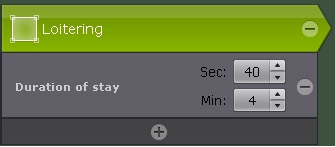 Loitering
Sec: 40
Duration of stay
Min: 4